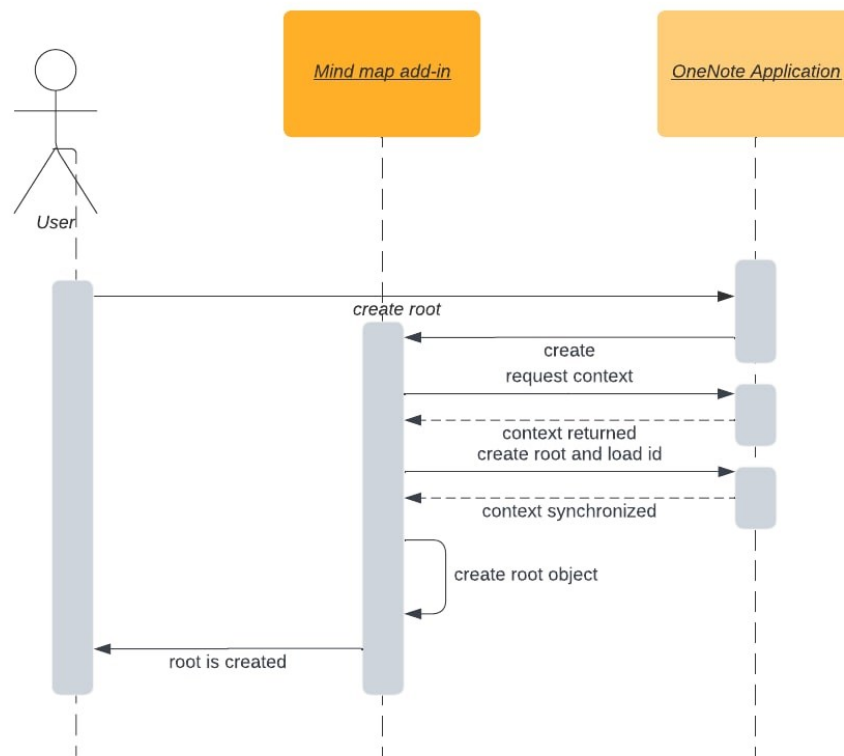 Mind map add-in
OneNote Application
User
create root
create
request context
context returned
create root and load id
context synchronized
create root object
root is created